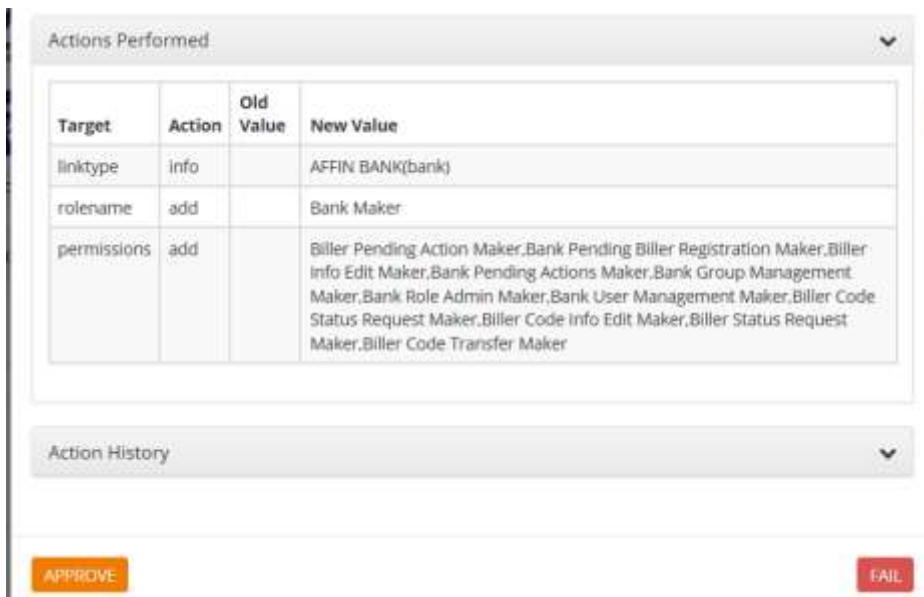 Actions Performed
Target Action Old Value New Value
linktype info AFFIN BANK(bank)
rolename add Bank Maker
permissions add Biller Pending Action Maker,Bank Pending Biller Registration Maker,Biller
Info Edit Maker,Bank Pending Actions Maker,Bank Group Management
Maker,Bank Role Admin Maker,Bank User Management Maker,Biller Code
Status Request Maker,Biller Code Info Edit Maker,Biller Status Request
Maker,Biller Code Transfer Maker
Action History
APPROVE FAIL